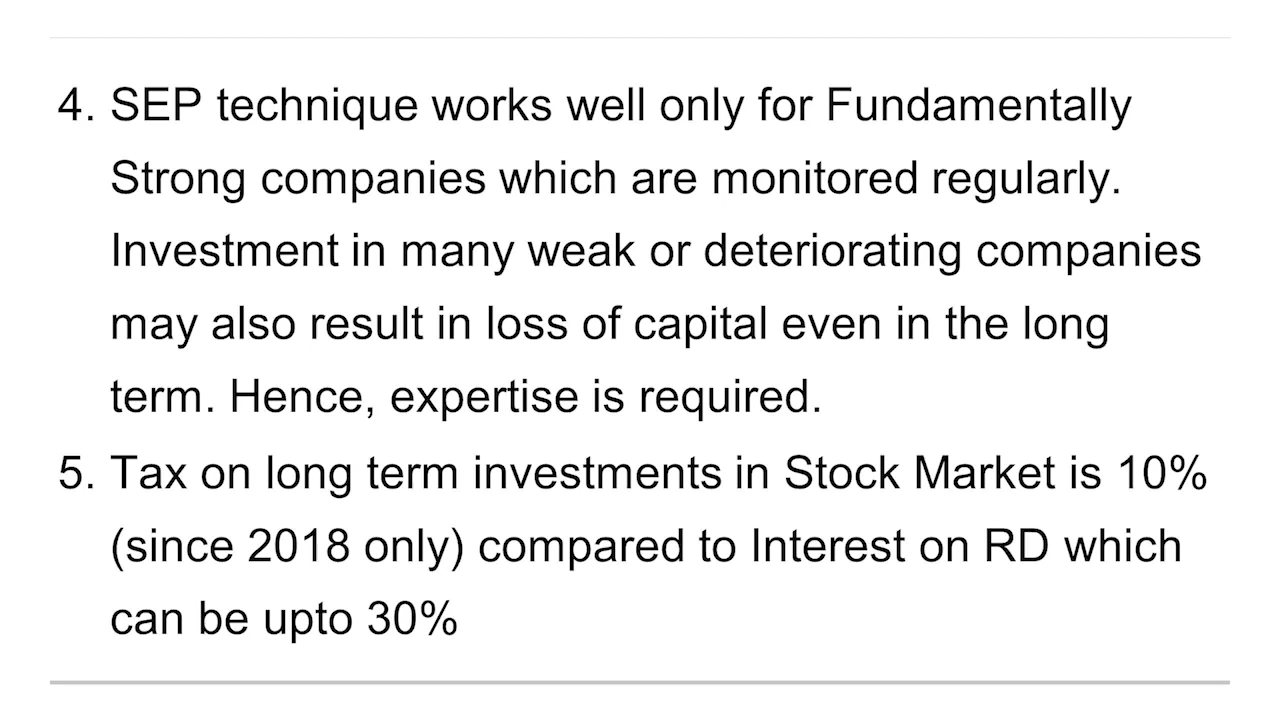 4. SEP technique works well only for Fundamentally
Strong companies which are monitored regularly.
Investment in many weak or deteriorating companies
may also result in loss of capital even in the long
term. Hence, expertise is required.
5. Tax on long term investments in Stock Market is 10%
(since 2018 only) compared to Interest on RD which
can be upto 30%